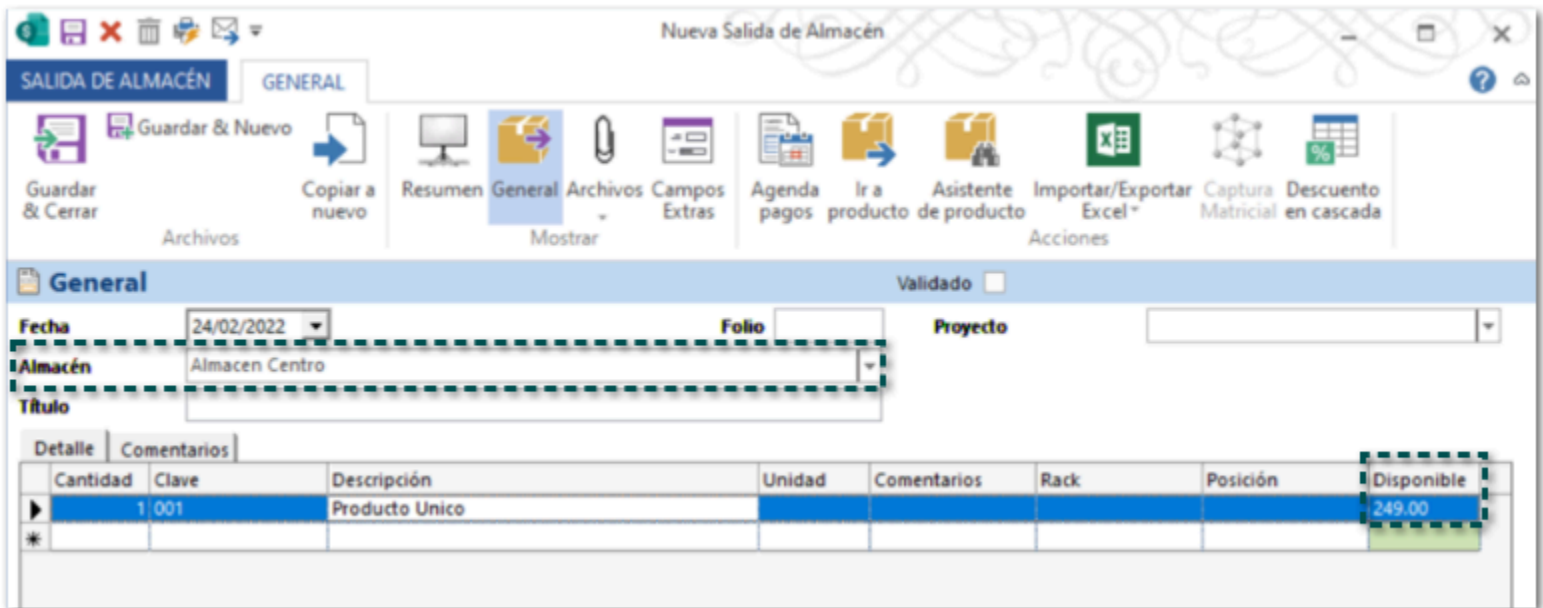 Nueva Salida de Almacén
SALIDA DE ALMACÉN GENERAL
Guardar & Cerrar
Guardar & Nuevo
Copiar a nuevo
Archivos
Resumen
General
Archivos
Campos Extras
Mostrar
Agenda pagos
Ir a producto
Asistente de producto
Importar/Exportar Excel
Captura Matricial
Descuento en cascada
Acciones
General Validado
Fecha 24/02/2022 Folio Proyecto
Almacén Almacen Centro
Título
Detalle Comentarios
Cantidad Clave Descripción Unidad Comentarios Rack Posición Disponible
1 001 Producto Unico 249.00